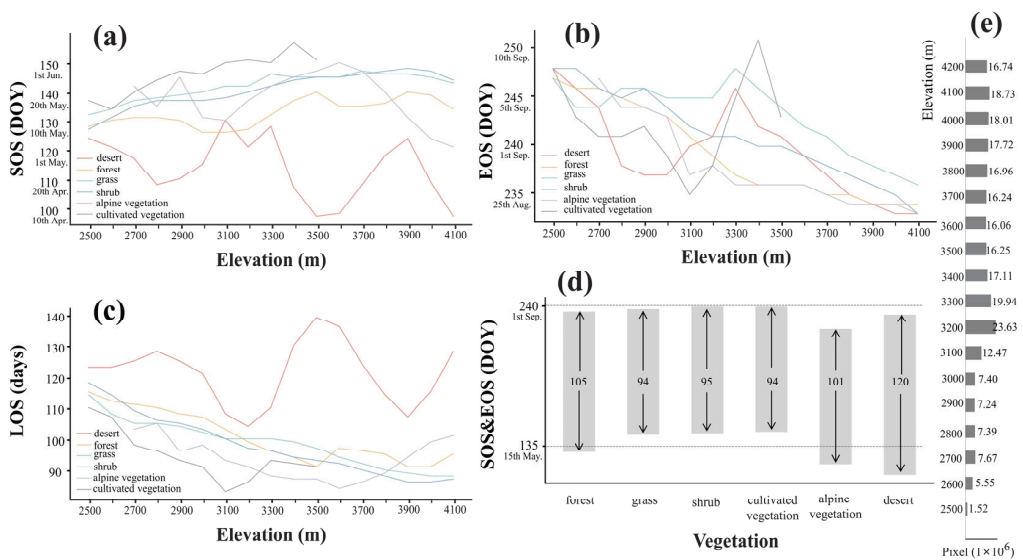 (a)
SOS (DOY)
150
1st Jun.
140
20th May.
130
10th May.
120
1st May.
110
20th Apr.
100
10th Apr.
desert
forest
grass
shrub
alpine vegetation
cultivated vegetation
2500 2700 2900 3100 3300 3500 3700 3900 4100
Elevation (m)
(b)
EOS (DOY)
250
10th Sep.
245
5th Sep.
240
1st Sep.
235
25th Aug.
desert
forest
grass
shrub
alpine vegetation
cultivated vegetation
2500 2700 2900 3100 3300 3500 3700 3900 4100
Elevation (m)
(c)
LOS (days)
140
130
120
110
100
90
desert
forest
grass
shrub
alpine vegetation
cultivated vegetation
2500 2700 2900 3100 3300 3500 3700 3900 4100
Elevation (m)
(d)
SOS&EOS (DOY)
240
1st Sep.
135
15th May.
105 94 95 94 101 120
forest grass shrub cultivated vegetation alpine vegetation desert
Vegetation
(e)
Elevation (m)
4200 16.74
4100 18.73
4000 18.01
3900 17.72
3800 16.96
3700 16.24
3600 16.06
3500 16.25
3400 17.11
3300 19.94
3200 23.63
3100 12.47
3000 7.40
2900 7.24
2800 7.39
2700 7.67
2600 5.55
2500 1.52
Pixel (1×10⁶)